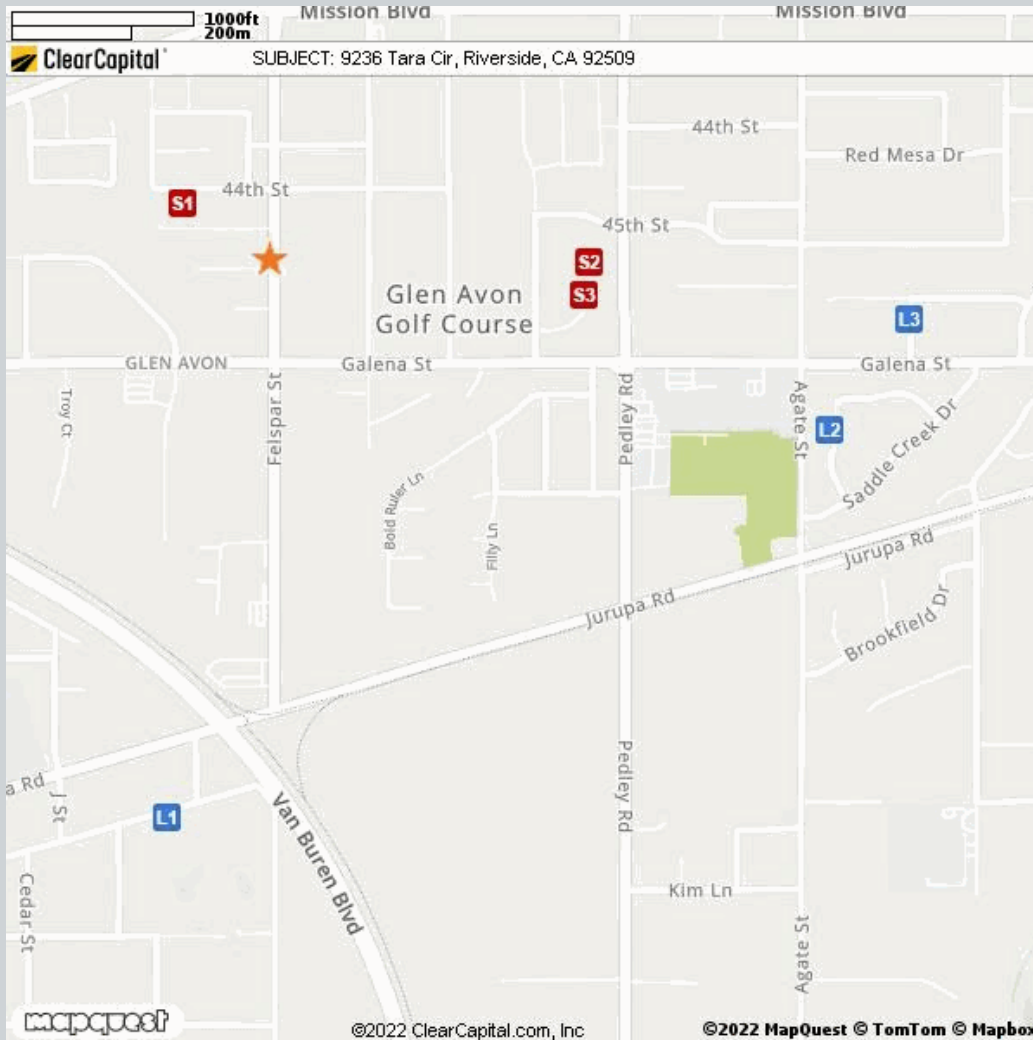 Mission Blvd
Mission Blvd
1000ft
200m
ClearCapital
SUBJECT: 9236 Tara Cir, Riverside, CA 92509
44th St
Red Mesa Dr
44th St
S1
45th St
S2
Glen Avon
Golf Course
S3
L3
GLEN AVON
Galena St
Galena St
Troy Ct
Felspar St
Pedley Rd
Agate St
L2
Saddle Creek Dr
Bold Ruler Ln
Filly Ln
Jurupa Rd
Jurupa Rd
Brookfield Dr
a Rd
J St
L1
Van Buren Blvd
Pedley Rd
Cedar St
Kim Ln
Agate St
mapquest
©2022 ClearCapital.com, Inc
©2022 MapQuest © TomTom © Mapbox